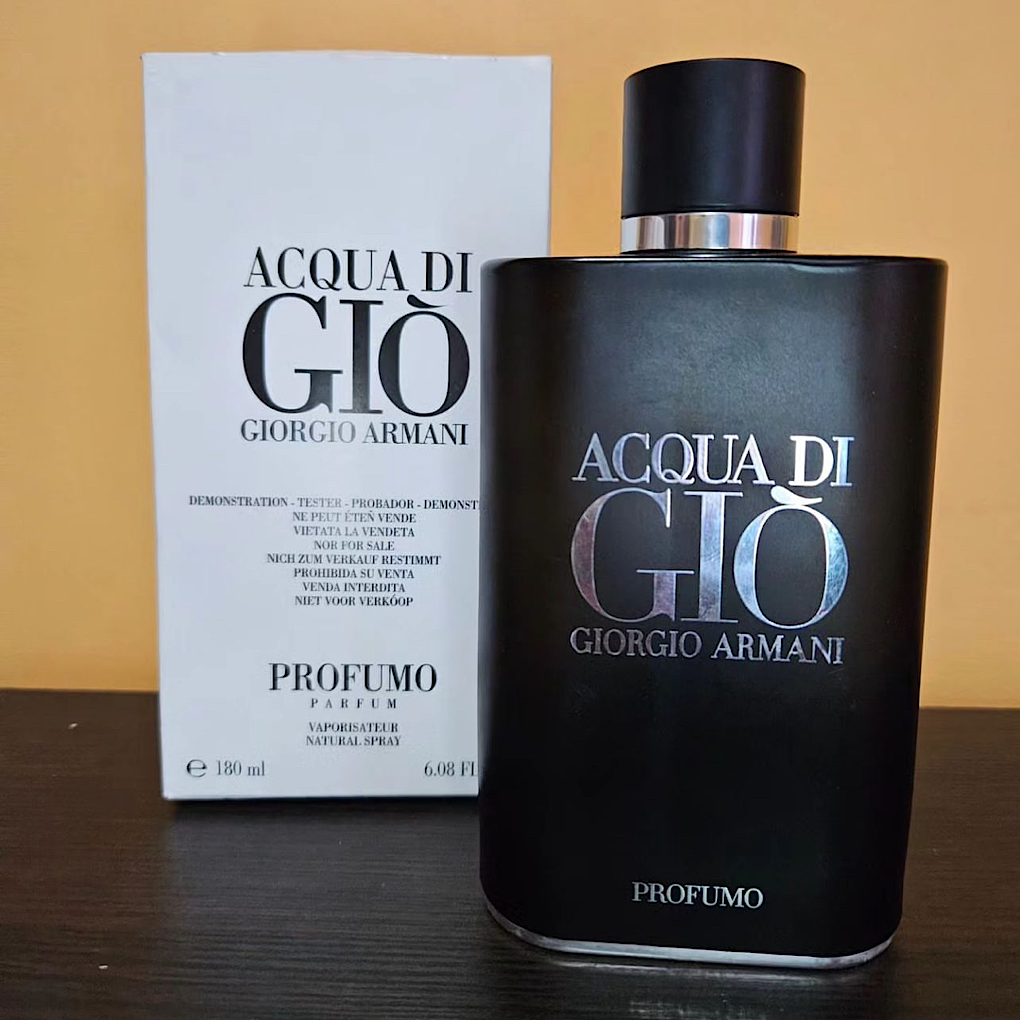 ACQUA DI
GIÒ
GIORGIO ARMANI
DEMONSTRATION - TESTER - PROBADOR - DEMONST
NE PEUT ÉTEÑ VENDE
VIETATA LA VENDETA
NOR FOR SALE
NICH ZUM VERKAUF RESTIMMT
PROHIBIDA SU VENTA
VENDA INTERDITA
NIET VOOR VERKÓOP
PROFUMO
PARFUM
VAPORISATEUR
NATURAL SPRAY
℮ 180 ml 6.08 FL
ACQUA DI
GIÒ
GIORGIO ARMANI
PROFUMO